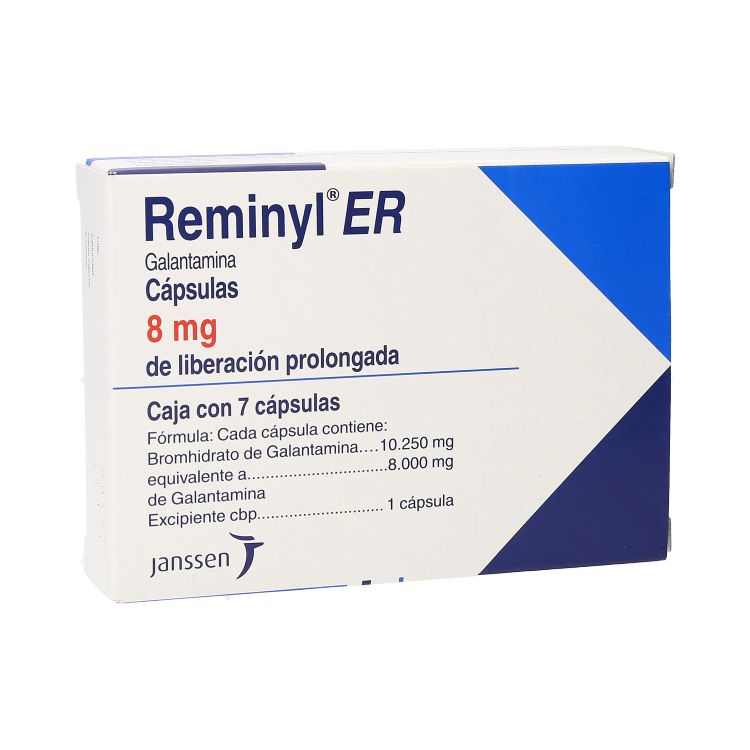 Reminyl® ER
Galantamina
Cápsulas
8 mg
de liberación prolongada
Caja con 7 cápsulas
Fórmula: Cada cápsula contiene:
Bromhidrato de Galantamina....10.250 mg
equivalente a................................8.000 mg
de Galantamina
Excipiente cbp............................. 1 cápsula
janssen